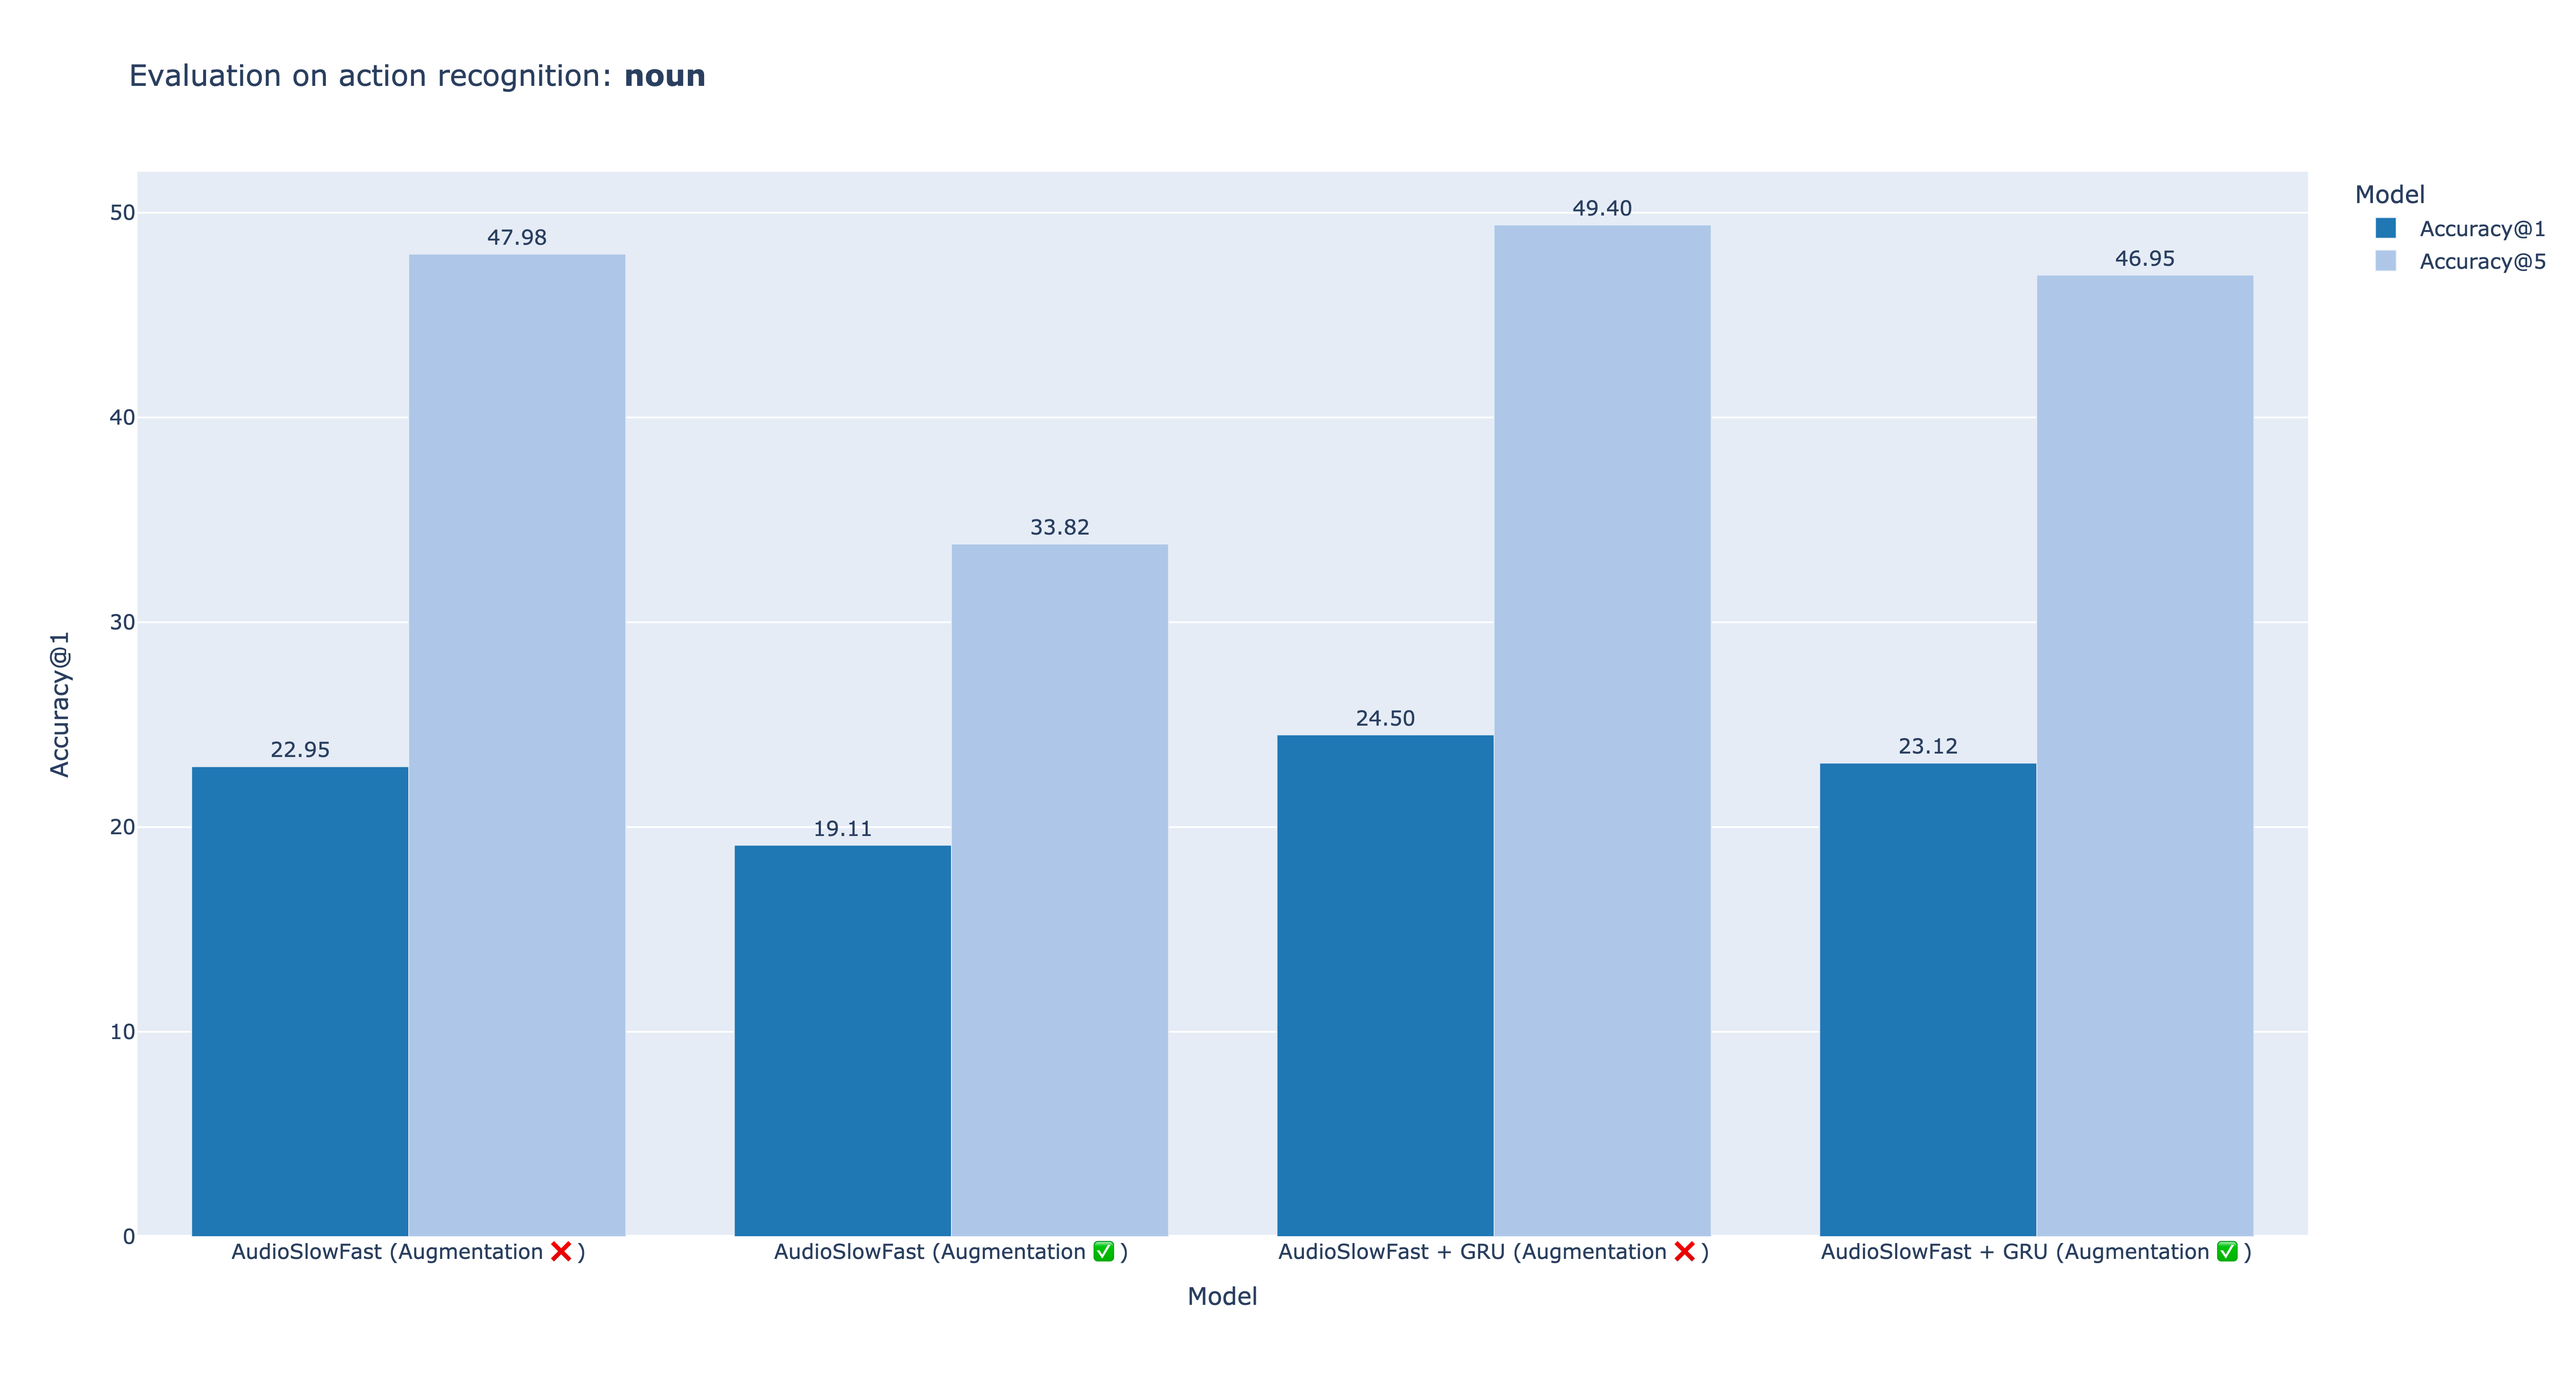 Evaluation on action recognition: noun
Model
Accuracy@1
Accuracy@5
Accuracy@1
50
40
30
20
10
0
22.95
47.98
19.11
33.82
24.50
49.40
23.12
46.95
AudioSlowFast (Augmentation ❌ )
AudioSlowFast (Augmentation ✅ )
AudioSlowFast + GRU (Augmentation ❌ )
AudioSlowFast + GRU (Augmentation ✅ )
Model